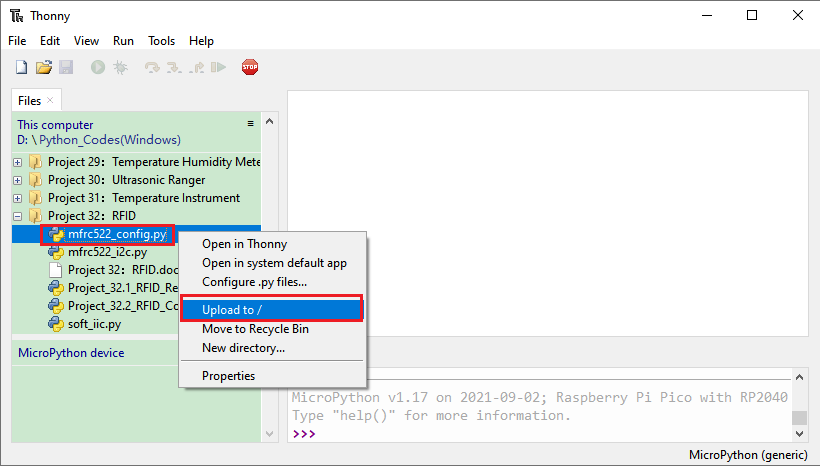 Thonny
File Edit View Run Tools Help
STOP
Files
This computer
D: \ Python_Codes(Windows)
Project 29：Temperature Humidity Mete
Project 30：Ultrasonic Ranger
Project 31：Temperature Instrument
Project 32：RFID
mfrc522_config.py
mfrc522_i2c.py
Project 32：RFID.doc
Project_32.1_RFID_Re
Project_32.2_RFID_Co
soft_iic.py
Open in Thonny
Open in system default app
Configure .py files...
Upload to /
Move to Recycle Bin
New directory...
Properties
MicroPython device
MicroPython v1.17 on 2021-09-02; Raspberry Pi Pico with RP2040
Type "help()" for more information.
>>>
MicroPython (generic)